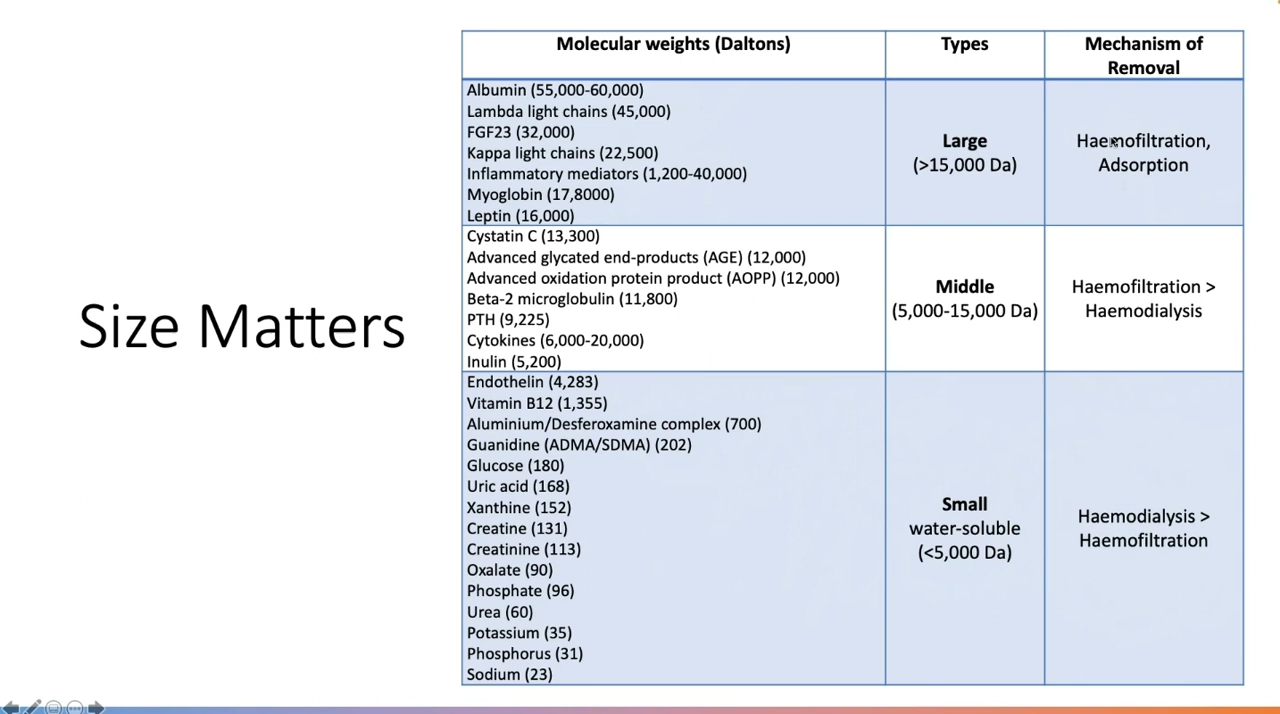 Size Matters
Molecular weights (Daltons)
Types
Mechanism of
Removal
Albumin (55,000-60,000)
Lambda light chains (45,000)
FGF23 (32,000)
Kappa light chains (22,500)
Inflammatory mediators (1,200-40,000)
Myoglobin (17,8000)
Leptin (16,000)
Large
(>15,000 Da)
Haemofiltration,
Adsorption
Cystatin C (13,300)
Advanced glycated end-products (AGE) (12,000)
Advanced oxidation protein product (AOPP) (12,000)
Beta-2 microglobulin (11,800)
PTH (9,225)
Cytokines (6,000-20,000)
Inulin (5,200)
Middle
(5,000-15,000 Da)
Haemofiltration >
Haemodialysis
Endothelin (4,283)
Vitamin B12 (1,355)
Aluminium/Desferoxamine complex (700)
Guanidine (ADMA/SDMA) (202)
Glucose (180)
Uric acid (168)
Xanthine (152)
Creatine (131)
Creatinine (113)
Oxalate (90)
Phosphate (96)
Urea (60)
Potassium (35)
Phosphorus (31)
Sodium (23)
Small
water-soluble
(<5,000 Da)
Haemodialysis >
Haemofiltration